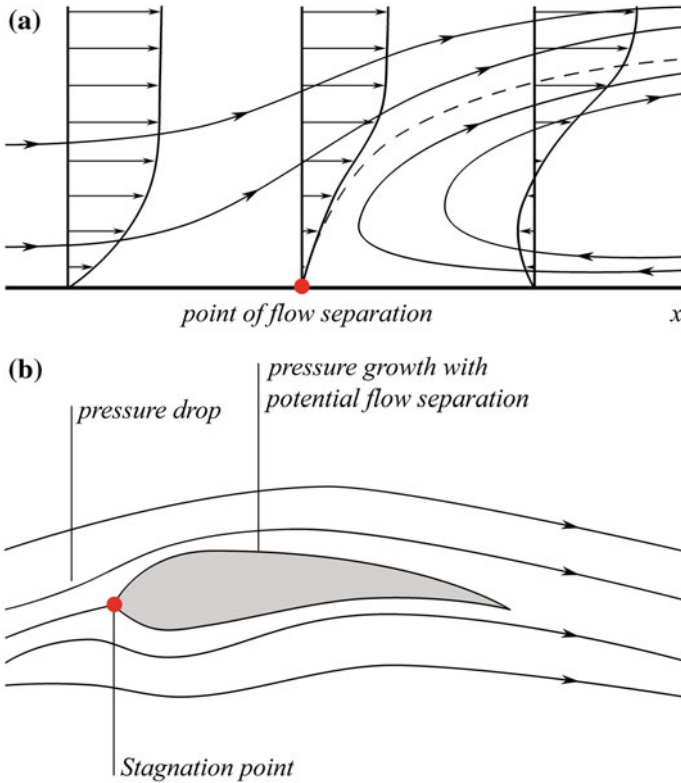 (a)
point of flow separation
x
(b)
pressure growth with
potential flow separation
pressure drop
Stagnation point